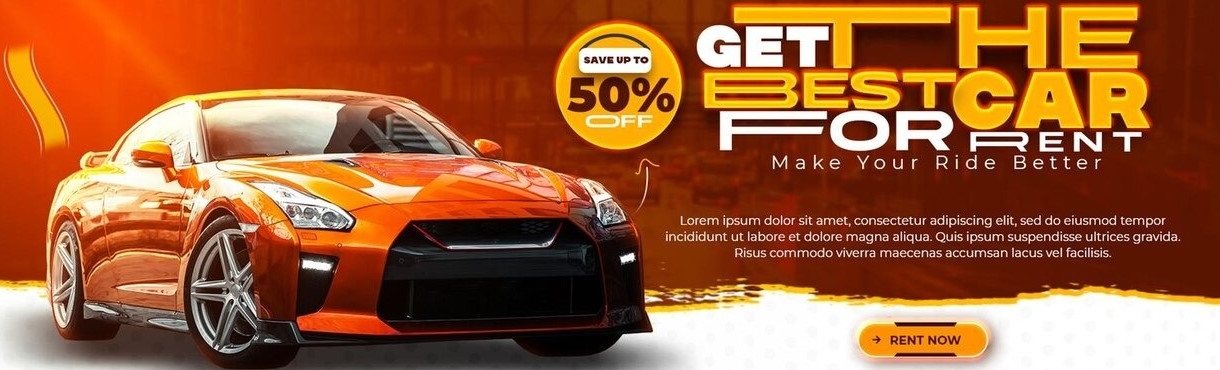 SAVE UP TO
50%
OFF
GET THE
BEST CAR
FOR RENT
Make Your Ride Better
Lorem ipsum dolor sit amet, consectetur adipiscing elit, sed do eiusmod tempor
incididunt ut labore et dolore magna aliqua. Quis ipsum suspendisse ultrices gravida.
Risus commodo viverra maecenas accumsan lacus vel facilisis.
RENT NOW